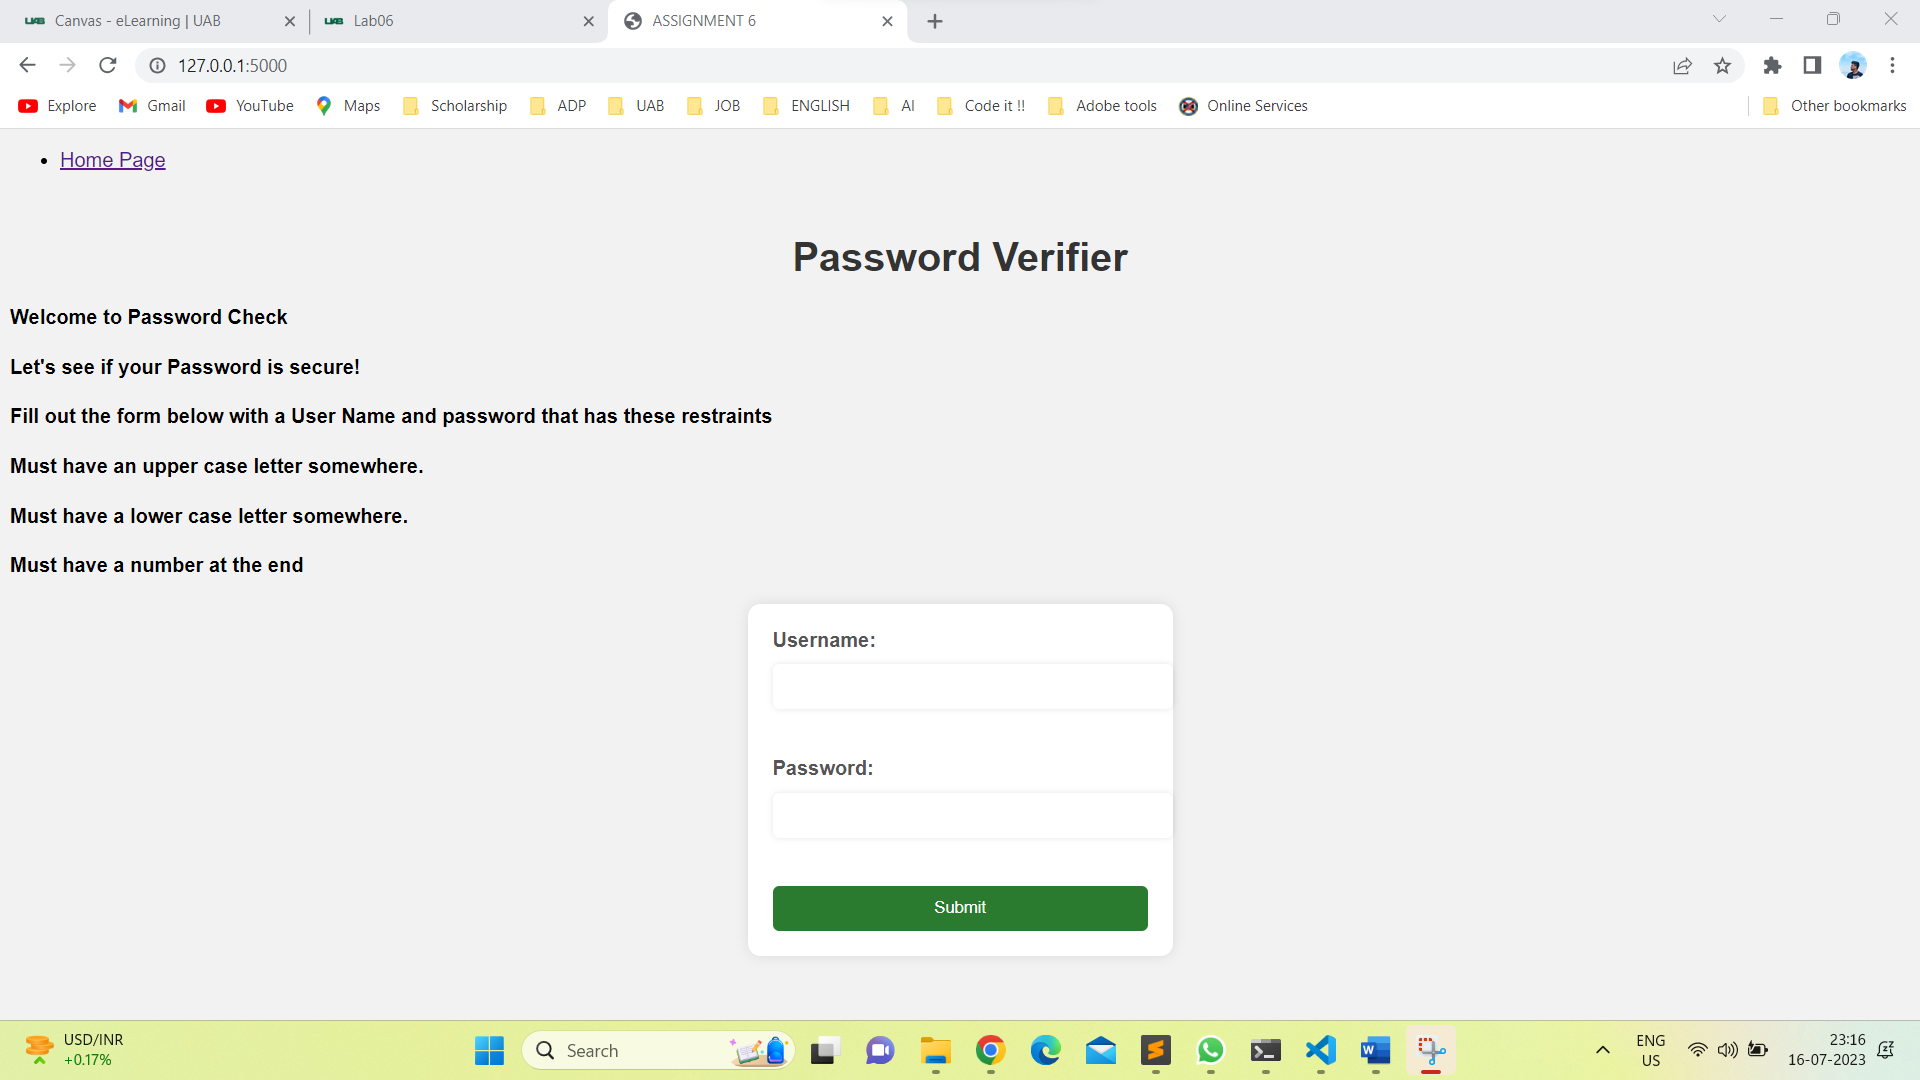 UAB Canvas - eLearning | UAB
UAB Lab06
ASSIGNMENT 6
127.0.0.1:5000
Explore Gmail YouTube Maps Scholarship ADP UAB JOB ENGLISH AI Code it !! Adobe tools Online Services Other bookmarks
Home Page
Password Verifier
Welcome to Password Check
Let's see if your Password is secure!
Fill out the form below with a User Name and password that has these restraints
Must have an upper case letter somewhere.
Must have a lower case letter somewhere.
Must have a number at the end
Username:
Password:
Submit
USD/INR
+0.17%
Search
ENG
US
23:16
16-07-2023